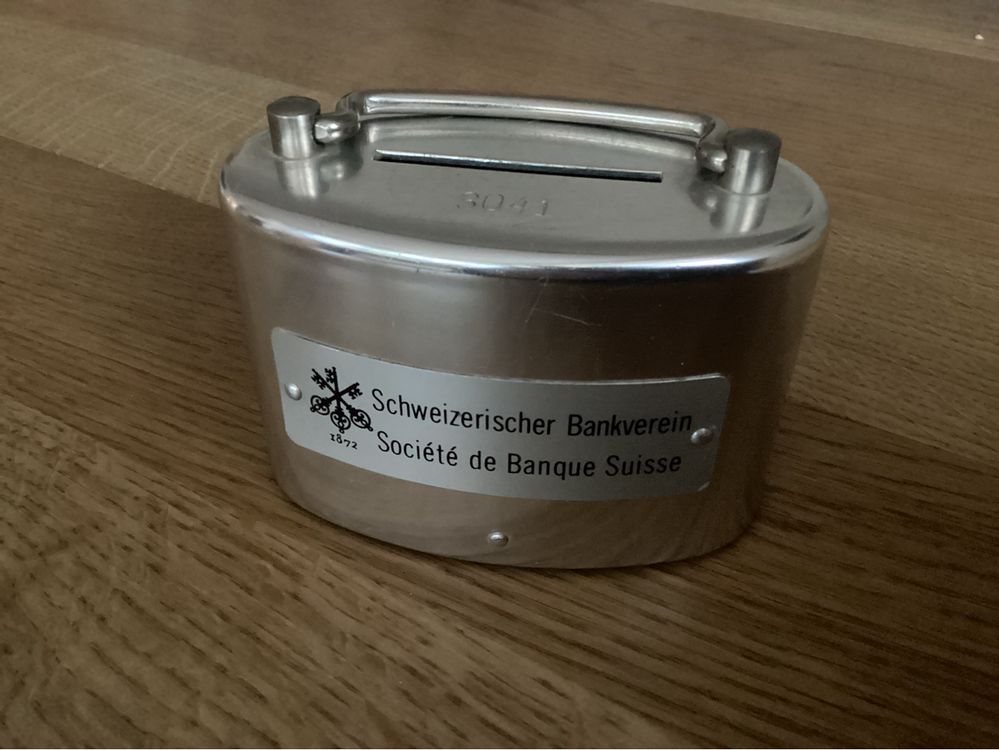 3041
Schweizerischer Bankverein
Société de Banque Suisse
1872